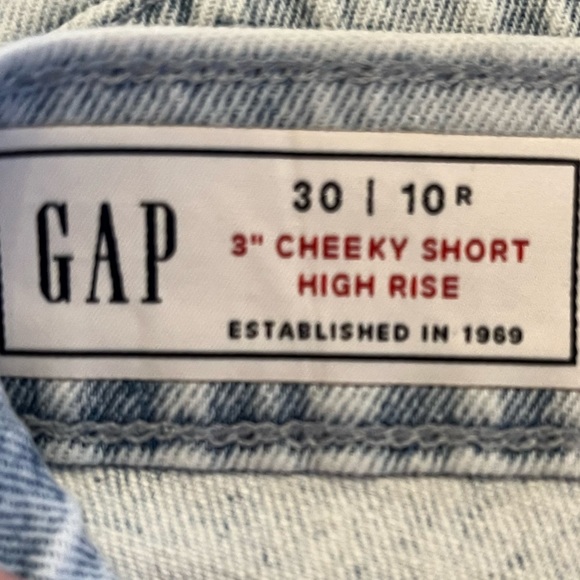 GAP
30 | 10R
3" CHEEKY SHORT
HIGH RISE
ESTABLISHED IN 1969